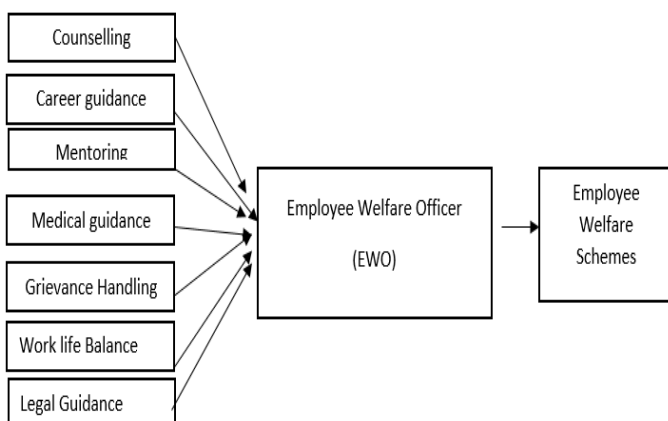 Counselling
Career guidance
Mentoring
Medical guidance
Grievance Handling
Work life Balance
Legal Guidance
Employee Welfare Officer
(EWO)
Employee
Welfare
Schemes